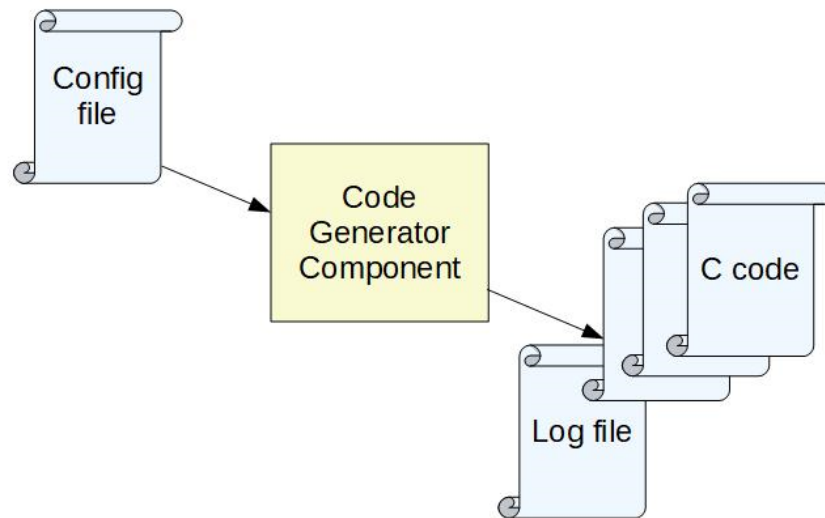 Config
file
Code
Generator
Component
C code
Log file